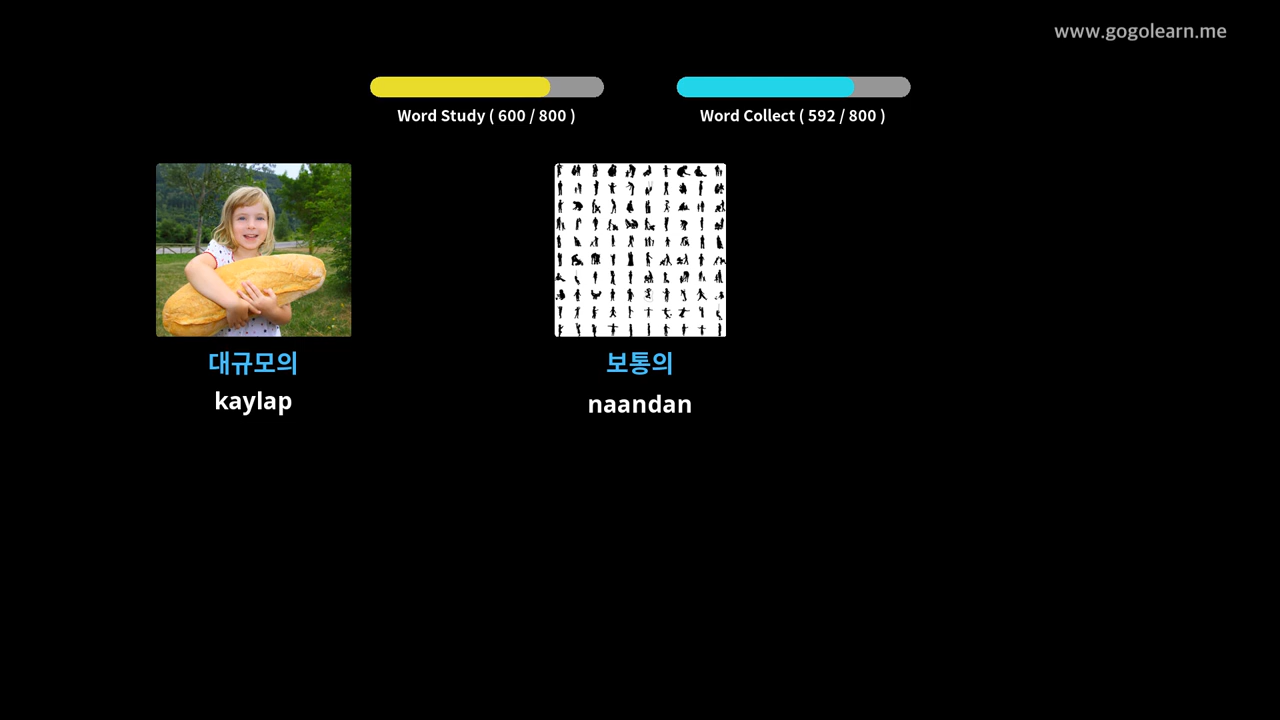 www.gogolearn.me
Word Study ( 600 / 800 )
Word Collect ( 592 / 800 )
대규모의
kaylap
보통의
naandan